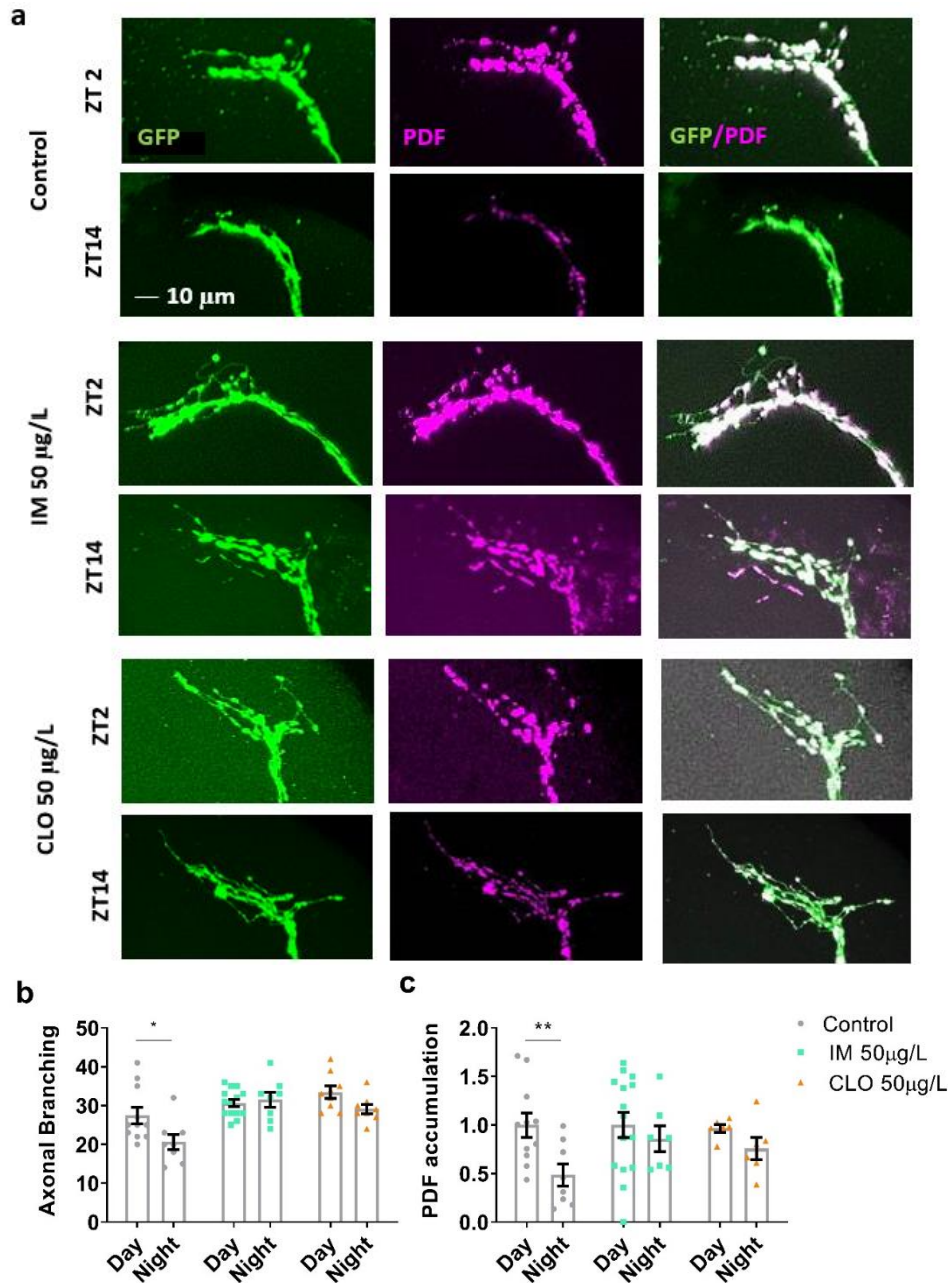 a
Control
ZT 2
GFP
PDF
GFP/PDF
ZT14
10 µm
IM 50 µg/L
ZT2
ZT14
CLO 50 µg/L
ZT2
ZT14
b
Axonal Branching
50
40
30
20
10
0
*
Day
Night
Day
Night
Day
Night
c
PDF accumulation
2.0
1.5
1.0
0.5
0.0
**
Day
Night
Day
Night
Day
Night
Control
IM 50µg/L
CLO 50µg/L